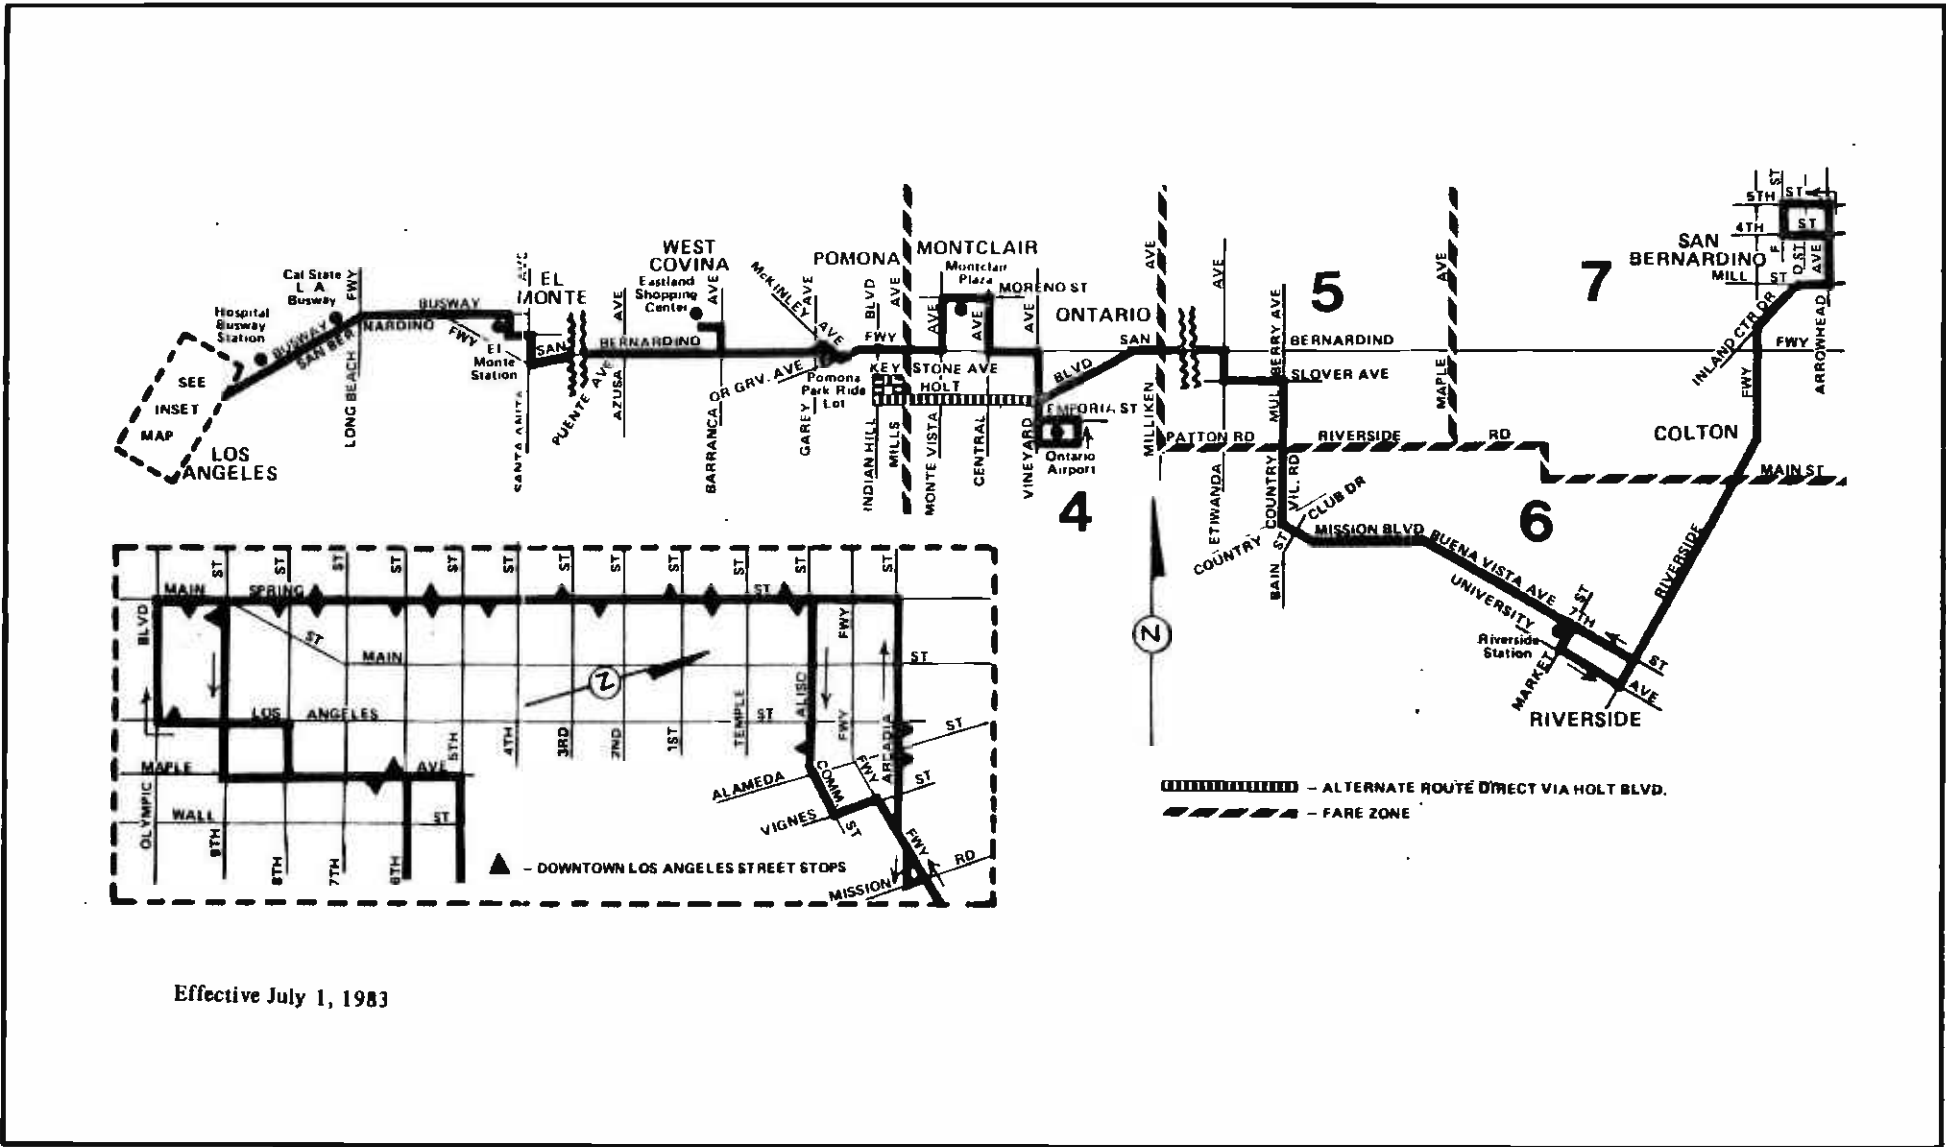 WEST
COVINA
Eastland
Shopping
Center
POMONA
MONTCLAIR
Montclair
Plaza
MORENO ST
ONTARIO
EL
MONTE
Cal State
L A
Busway
Hospital
Busway
Station
BUSWAY
BUSWAY
SAN BER
NARDINO
FWY
FWY
LONG BEACH
El
Monte
Station
SAN
BERNARDINO
SANTA ANITA
AVE
PUENTE AVE
AZUSA
AVE
BARRANCA
AVE
McKINLEY
AVE
OR GRV. AVE
GAREY
AVE
Pomona
Park Ride
Lot
INDIAN HILL
BLVD
MILLS
AVE
FWY
KEY STONE AVE
HOLT
BLVD
MONTE VISTA
AVE
CENTRAL
AVE
VINEYARD
AVE
EMPORIA ST
Ontario
Airport
4
SAN
BERNARDINO
FWY
MILLIKEN
AVE
ETIWANDA
AVE
MULBERRY AVE
SLOVER AVE
MAPLE
AVE
5
PATTON RD
RIVERSIDE
RD
COUNTRY
VIL. RD
COUNTRY
CLUB DR
BAIN ST
MISSION BLVD
BUENA VISTA AVE
UNIVERSITY
AVE
7TH
ST
ST
Riverside
Station
MARKET
RIVERSIDE
6
RIVERSIDE
FWY
COLTON
MAIN ST
INLAND CTR DR
7
SAN
BERNARDINO
MILL ST
5TH ST
4TH ST
F
ST
D ST
ARROWHEAD
AVE
SEE
INSET
MAP
LOS
ANGELES
MAIN
SPRING
ST
ST
MAIN
ST
LOS ANGELES
ST
MAPLE
AVE
WALL
ST
OLYMPIC
BLVD
9TH
ST
8TH
ST
7TH
ST
6TH
ST
5TH
ST
4TH
ST
3RD
ST
2ND
ST
1ST
ST
TEMPLE
ST
ALISO
ST
FWY
FWY
FWY
FWY
ARCADIA
ST
ALAMEDA
ST
COMM.
ST
VIGNES
ST
MISSION
RD
N
N
– DOWNTOWN LOS ANGELES STREET STOPS
– ALTERNATE ROUTE DIRECT VIA HOLT BLVD.
– FARE ZONE
Effective July 1, 1983